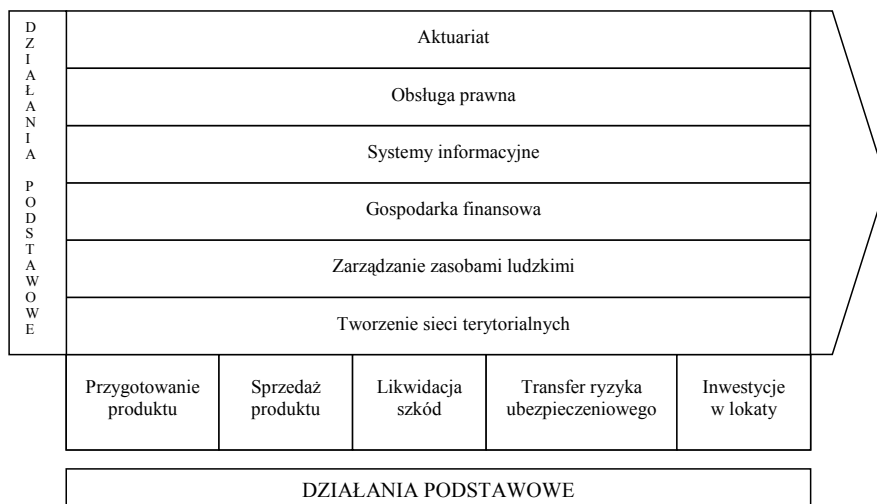 DZIAŁANIA PODSTAWOWE
Aktuariat
Obsługa prawna
Systemy informacyjne
Gospodarka finansowa
Zarządzanie zasobami ludzkimi
Tworzenie sieci terytorialnych
Przygotowanie
produktu
Sprzedaż
produktu
Likwidacja
szkód
Transfer ryzyka
ubezpieczeniowego
Inwestycje
w lokaty
DZIAŁANIA PODSTAWOWE